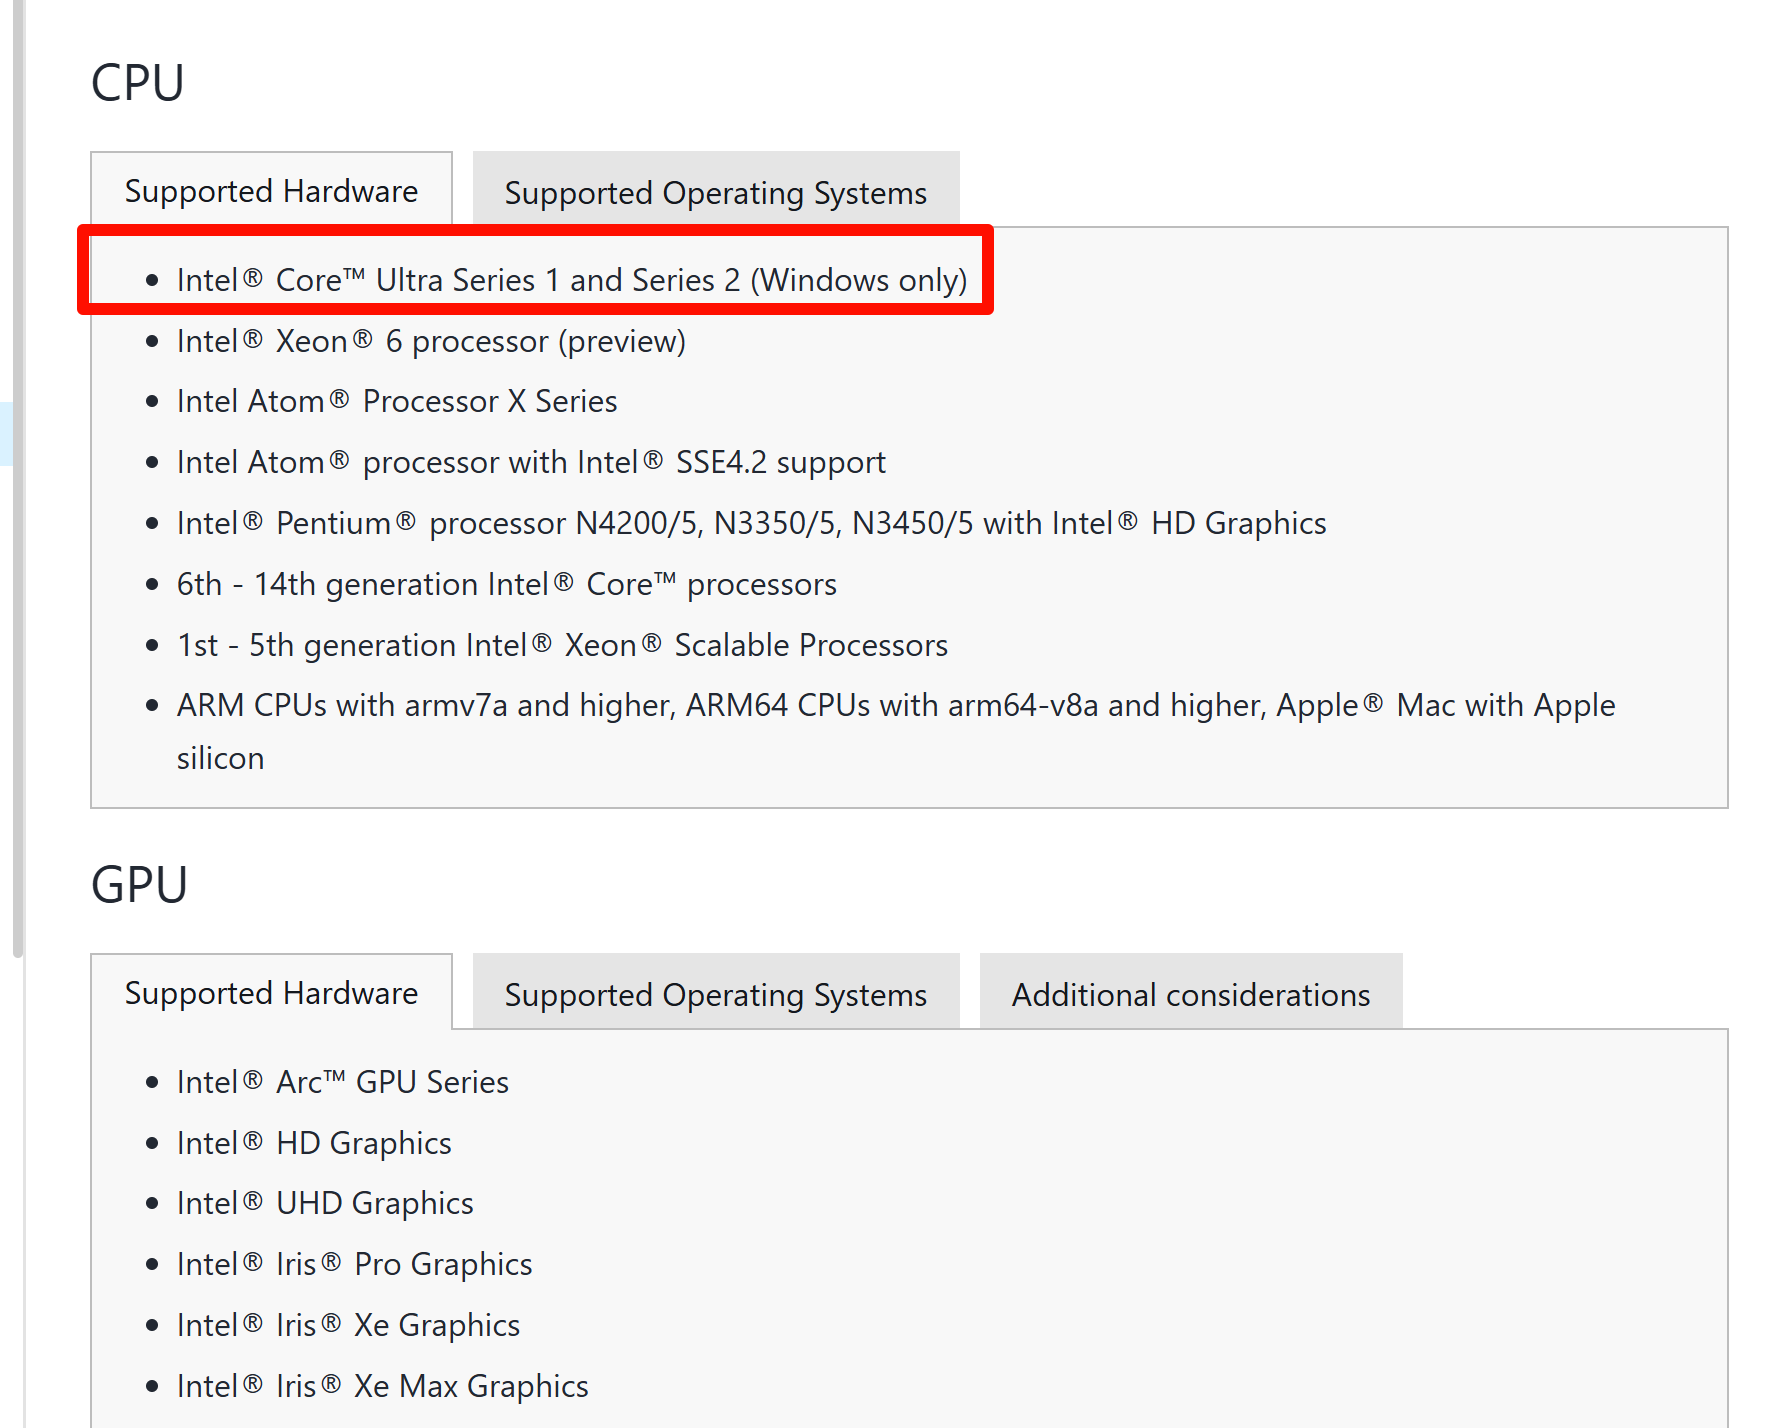 CPU
Supported Hardware
Supported Operating Systems
Intel® Core™ Ultra Series 1 and Series 2 (Windows only)
Intel® Xeon® 6 processor (preview)
Intel Atom® Processor X Series
Intel Atom® processor with Intel® SSE4.2 support
Intel® Pentium® processor N4200/5, N3350/5, N3450/5 with Intel® HD Graphics
6th - 14th generation Intel® Core™ processors
1st - 5th generation Intel® Xeon® Scalable Processors
ARM CPUs with armv7a and higher, ARM64 CPUs with arm64-v8a and higher, Apple® Mac with Apple
silicon
GPU
Supported Hardware
Supported Operating Systems
Additional considerations
Intel® Arc™ GPU Series
Intel® HD Graphics
Intel® UHD Graphics
Intel® Iris® Pro Graphics
Intel® Iris® Xe Graphics
Intel® Iris® Xe Max Graphics